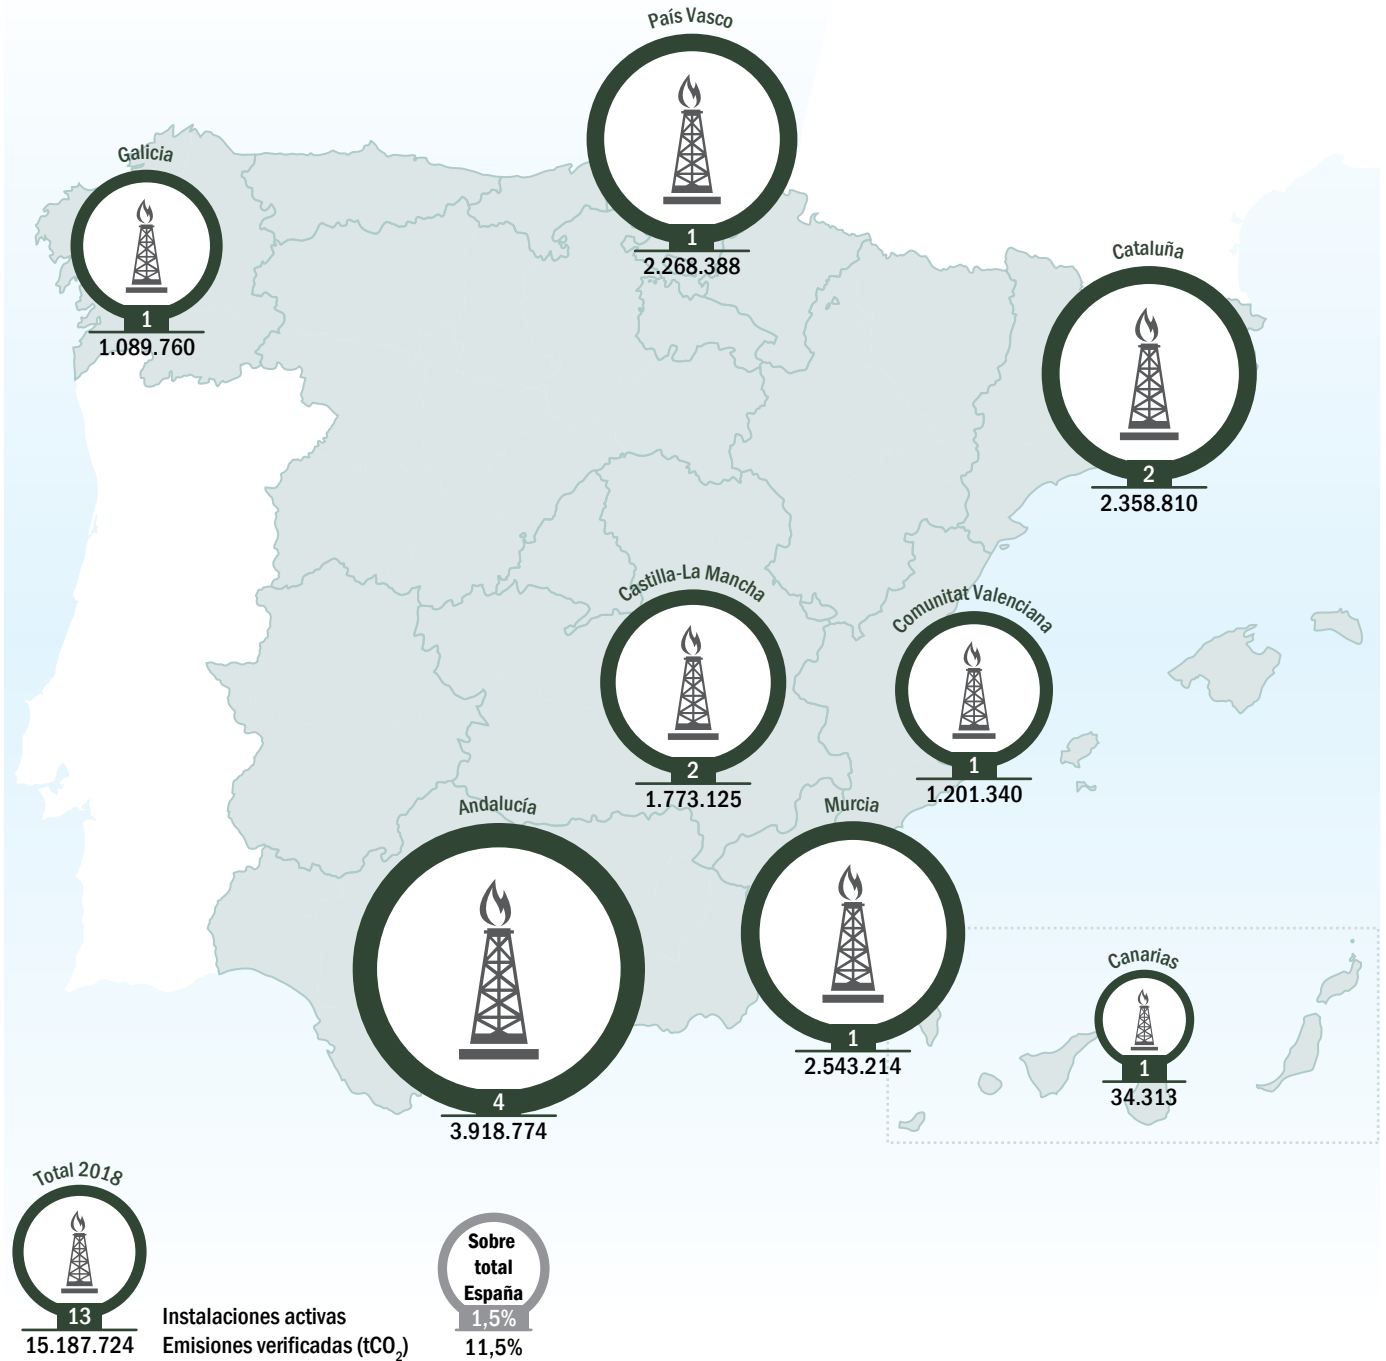 País Vasco
1
2.268.388
Galicia
1
1.089.760
Cataluña
2
2.358.810
Castilla-La Mancha
2
1.773.125
Comunitat Valenciana
1
1.201.340
Andalucía
4
3.918.774
Murcia
1
2.543.214
Canarias
1
34.313
Total 2018
13
15.187.724
Instalaciones activas
Emisiones verificadas (tCO₂)
Sobre
total
España
1,5%
11,5%